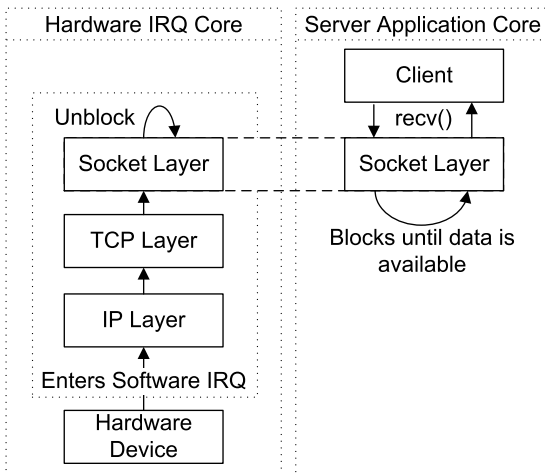 Hardware IRQ Core
Server Application Core
Client
Unblock
recv()
Socket Layer
Socket Layer
TCP Layer
Blocks until data is
available
IP Layer
Enters Software IRQ
Hardware
Device